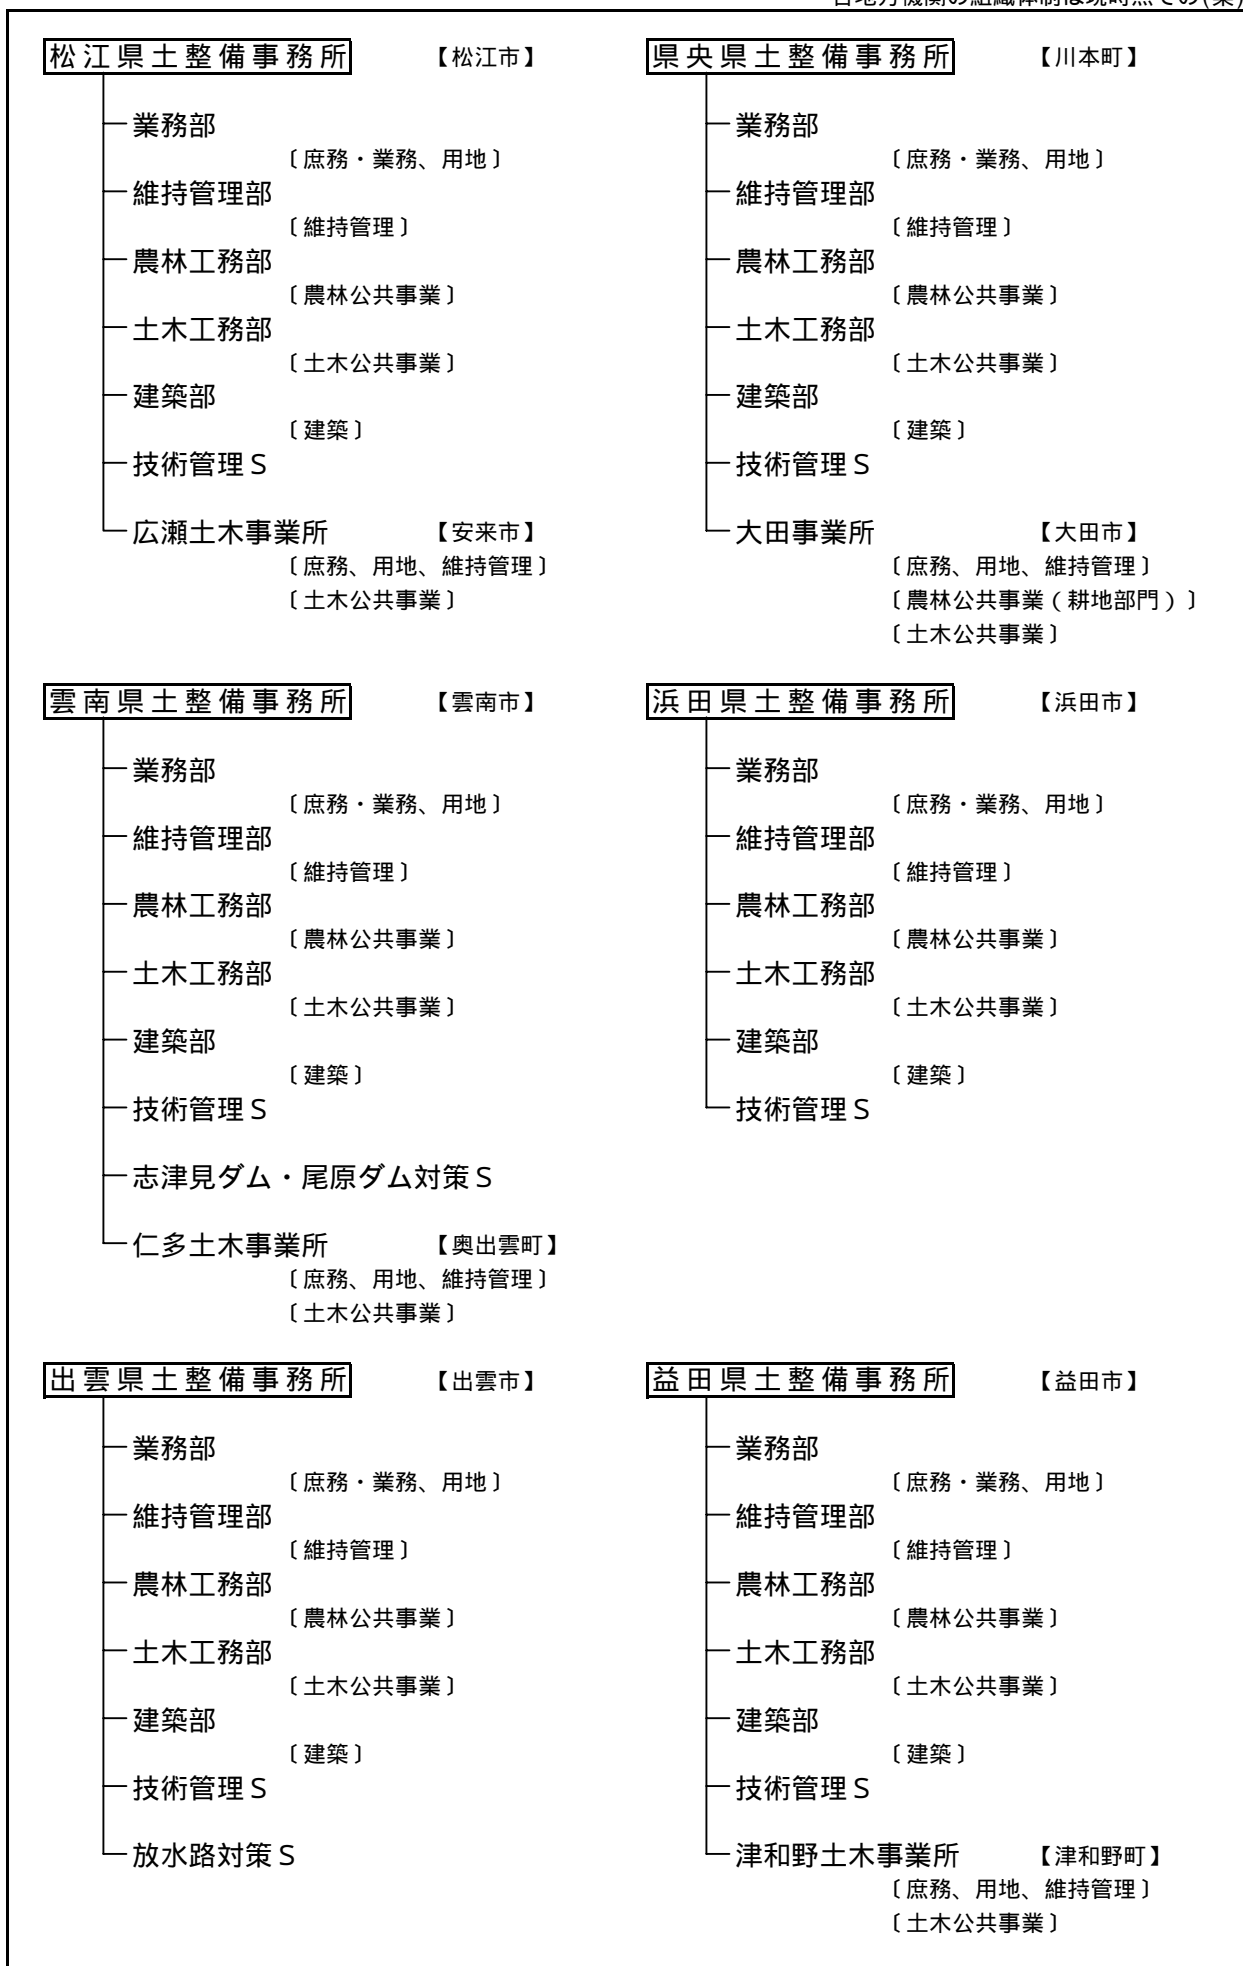 各地方機関の組織体制は現時点での(案)
松江県土整備事務所 【松江市】
業務部
〔庶務・業務、用地〕
維持管理部
〔維持管理〕
農林工務部
〔農林公共事業〕
土木工務部
〔土木公共事業〕
建築部
〔建築〕
技術管理S
広瀬土木事業所 【安来市】
〔庶務、用地、維持管理〕
〔土木公共事業〕
県央県土整備事務所 【川本町】
業務部
〔庶務・業務、用地〕
維持管理部
〔維持管理〕
農林工務部
〔農林公共事業〕
土木工務部
〔土木公共事業〕
建築部
〔建築〕
技術管理S
大田事業所 【大田市】
〔庶務、用地、維持管理〕
〔農林公共事業(耕地部門)〕
〔土木公共事業〕
雲南県土整備事務所 【雲南市】
業務部
〔庶務・業務、用地〕
維持管理部
〔維持管理〕
農林工務部
〔農林公共事業〕
土木工務部
〔土木公共事業〕
建築部
〔建築〕
技術管理S
志津見ダム・尾原ダム対策S
仁多土木事業所 【奥出雲町】
〔庶務、用地、維持管理〕
〔土木公共事業〕
浜田県土整備事務所 【浜田市】
業務部
〔庶務・業務、用地〕
維持管理部
〔維持管理〕
農林工務部
〔農林公共事業〕
土木工務部
〔土木公共事業〕
建築部
〔建築〕
技術管理S
出雲県土整備事務所 【出雲市】
業務部
〔庶務・業務、用地〕
維持管理部
〔維持管理〕
農林工務部
〔農林公共事業〕
土木工務部
〔土木公共事業〕
建築部
〔建築〕
技術管理S
放水路対策S
益田県土整備事務所 【益田市】
業務部
〔庶務・業務、用地〕
維持管理部
〔維持管理〕
農林工務部
〔農林公共事業〕
土木工務部
〔土木公共事業〕
建築部
〔建築〕
技術管理S
津和野土木事業所 【津和野町】
〔庶務、用地、維持管理〕
〔土木公共事業〕